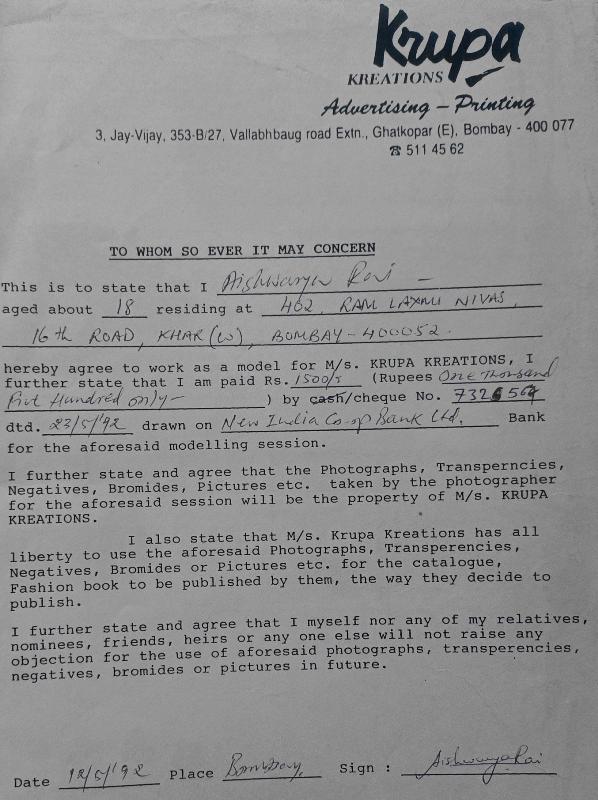 Krupa
KREATIONS
Advertising – Printing
3, Jay-Vijay, 353-B/27, Vallabhbaug road Extn., Ghatkopar (E), Bombay - 400 077
☎ 511 45 62
TO WHOM SO EVER IT MAY CONCERN
This is to state that I Aishwarya Rai –
aged about 18 residing at 402, RAM LAXMI NIVAS,
16th ROAD, KHAR (W), BOMBAY-400052.
hereby agree to work as a model for M/s. KRUPA KREATIONS, I
further state that I am paid Rs. 1500/- (Rupees One Thousand
Five Hundred only – ) by cash/cheque No.
dtd. 23/5/'92 drawn on New India Co-op Bank Ltd. Bank
for the aforesaid modelling session.
I further state and agree that the Photographs, Transperncies,
Negatives, Bromides, Pictures etc. taken by the photographer
for the aforesaid session will be the property of M/s. KRUPA
KREATIONS.
I also state that M/s. Krupa Kreations has all
liberty to use the aforesaid Photographs, Transperencies,
Negatives, Bromides or Pictures etc. for the catalogue,
Fashion book to be published by them, the way they decide to
publish.
I further state and agree that I myself nor any of my relatives,
nominees, friends, heirs or any one else will not raise any
objection for the use of aforesaid photographs, transperencies,
negatives, bromides or pictures in future.
Date 12/5/'92 Place Bombay, Sign : Aishwarya Rai